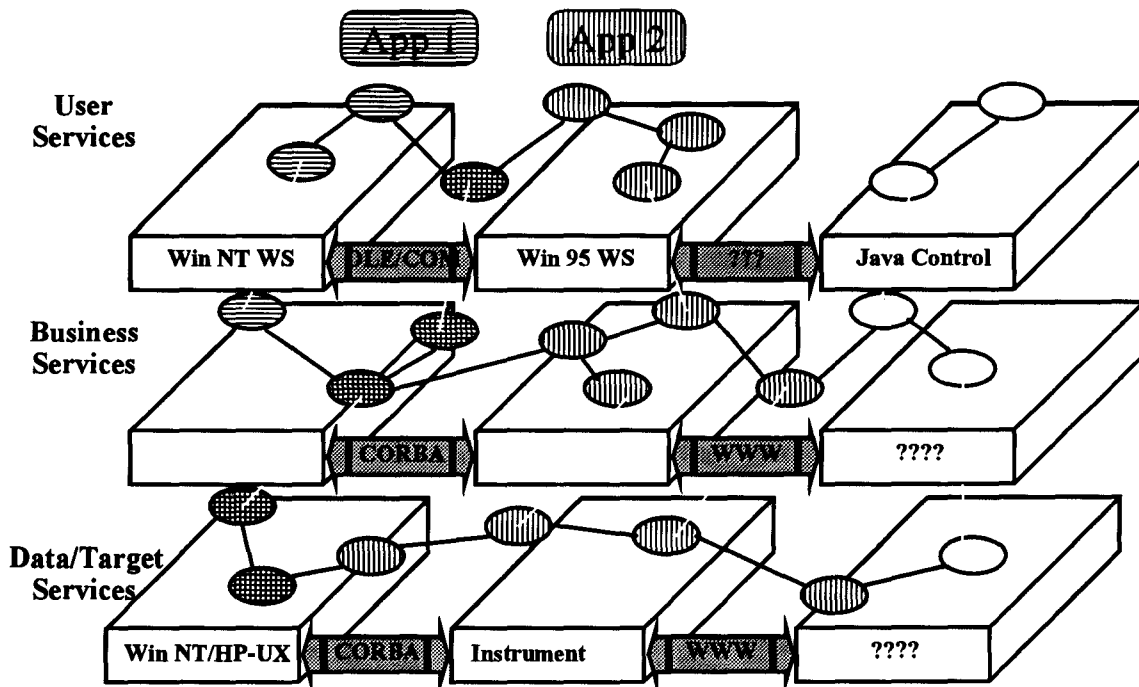 App 1
App 2
User
Services
Win NT WS
OLE/COM
Win 95 WS
???
Java Control
Business
Services
CORBA
WWW
????
Data/Target
Services
Win NT/HP-UX
CORBA
Instrument
WWW
????